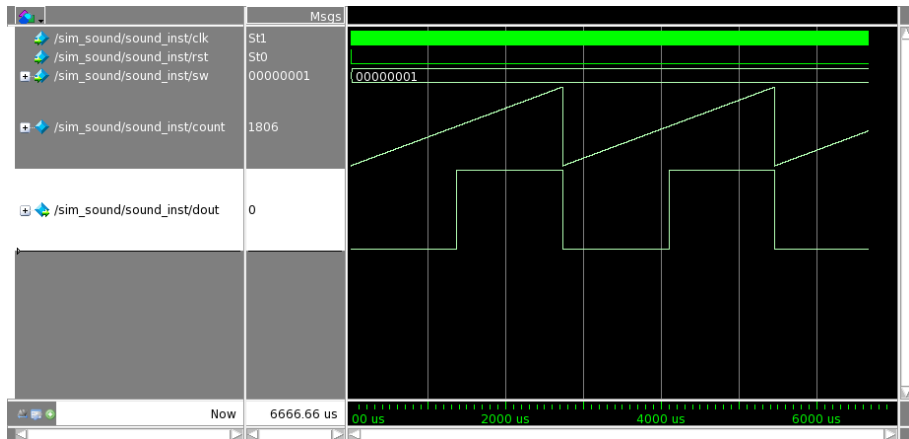 Msgs
/sim_sound/sound_inst/clk St1
/sim_sound/sound_inst/rst St0
/sim_sound/sound_inst/sw 00000001 00000001
/sim_sound/sound_inst/count 1806
/sim_sound/sound_inst/dout 0
Now 6666.66 us 00 us 2000 us 4000 us 6000 us